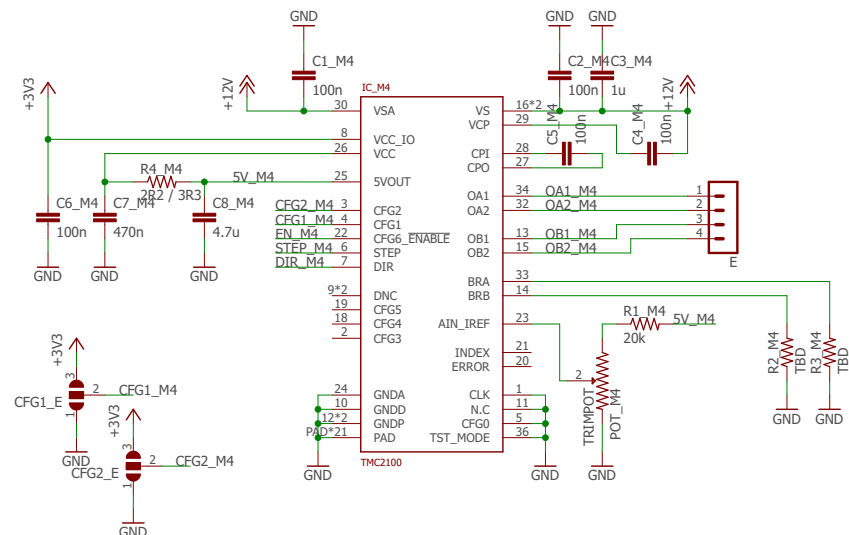 GND
GND
GND
C1_M4
100n
C2_M4
100n
C3_M4
1u
+3V3
+12V
+12V
IC_M4
30
VSA
VS
16*2
VCP
29
C5_M4
100n
C4_M4
100n
8
VCC_IO
26
VCC
CPI
28
CPO
27
R4_M4
2R2 / 3R3
5V_M4
25
5VOUT
OA1
34
OA1_M4
1
OA2
32
OA2_M4
2
3
4
E
C6_M4
100n
C7_M4
470n
C8_M4
4.7u
CFG2_M4
3
CFG2
CFG1_M4
4
CFG1
EN_M4
22
CFG6_ENABLE
STEP_M4
6
STEP
DIR_M4
7
DIR
OB1
13
OB1_M4
OB2
15
OB2_M4
GND
GND
GND
BRA
33
BRB
14
9*2
DNC
19
CFG5
18
CFG4
2
CFG3
AIN_IREF
23
R1_M4
20k
5V_M4
INDEX
21
ERROR
20
R2_M4
TBD
R3_M4
TBD
2
TRIMPOT
POT_M4
+3V3
3
2
1
CFG1_M4
CFG1_E
GND
+3V3
3
2
1
CFG2_M4
CFG2_E
GND
24
GNDA
10
GNDD
12*2
GNDP
PAD*21
PAD
CLK
1
N.C
11
CFG0
5
TST_MODE
36
TMC2100
GND
GND
GND
GND
GND